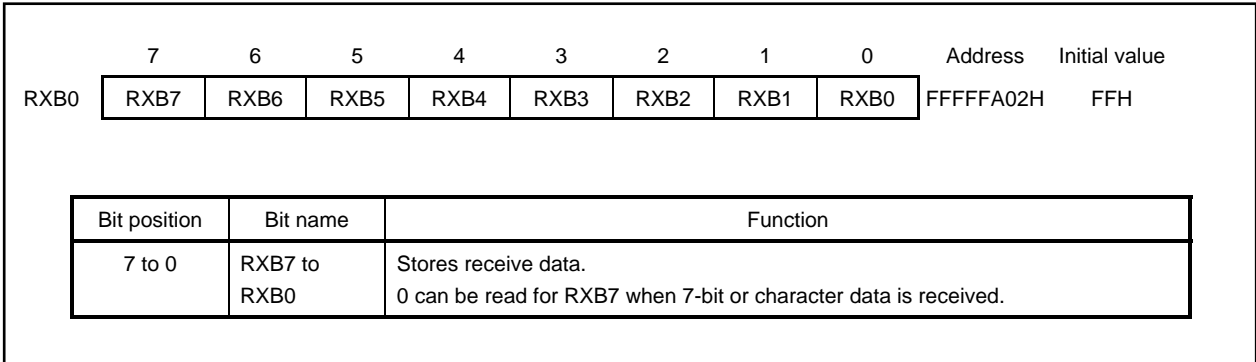 7 6 5 4 3 2 1 0 Address Initial value
RXB0 RXB7 RXB6 RXB5 RXB4 RXB3 RXB2 RXB1 RXB0 FFFFFA02H FFH
Bit position Bit name Function
7 to 0 RXB7 to Stores receive data.
RXB0 0 can be read for RXB7 when 7-bit or character data is received.